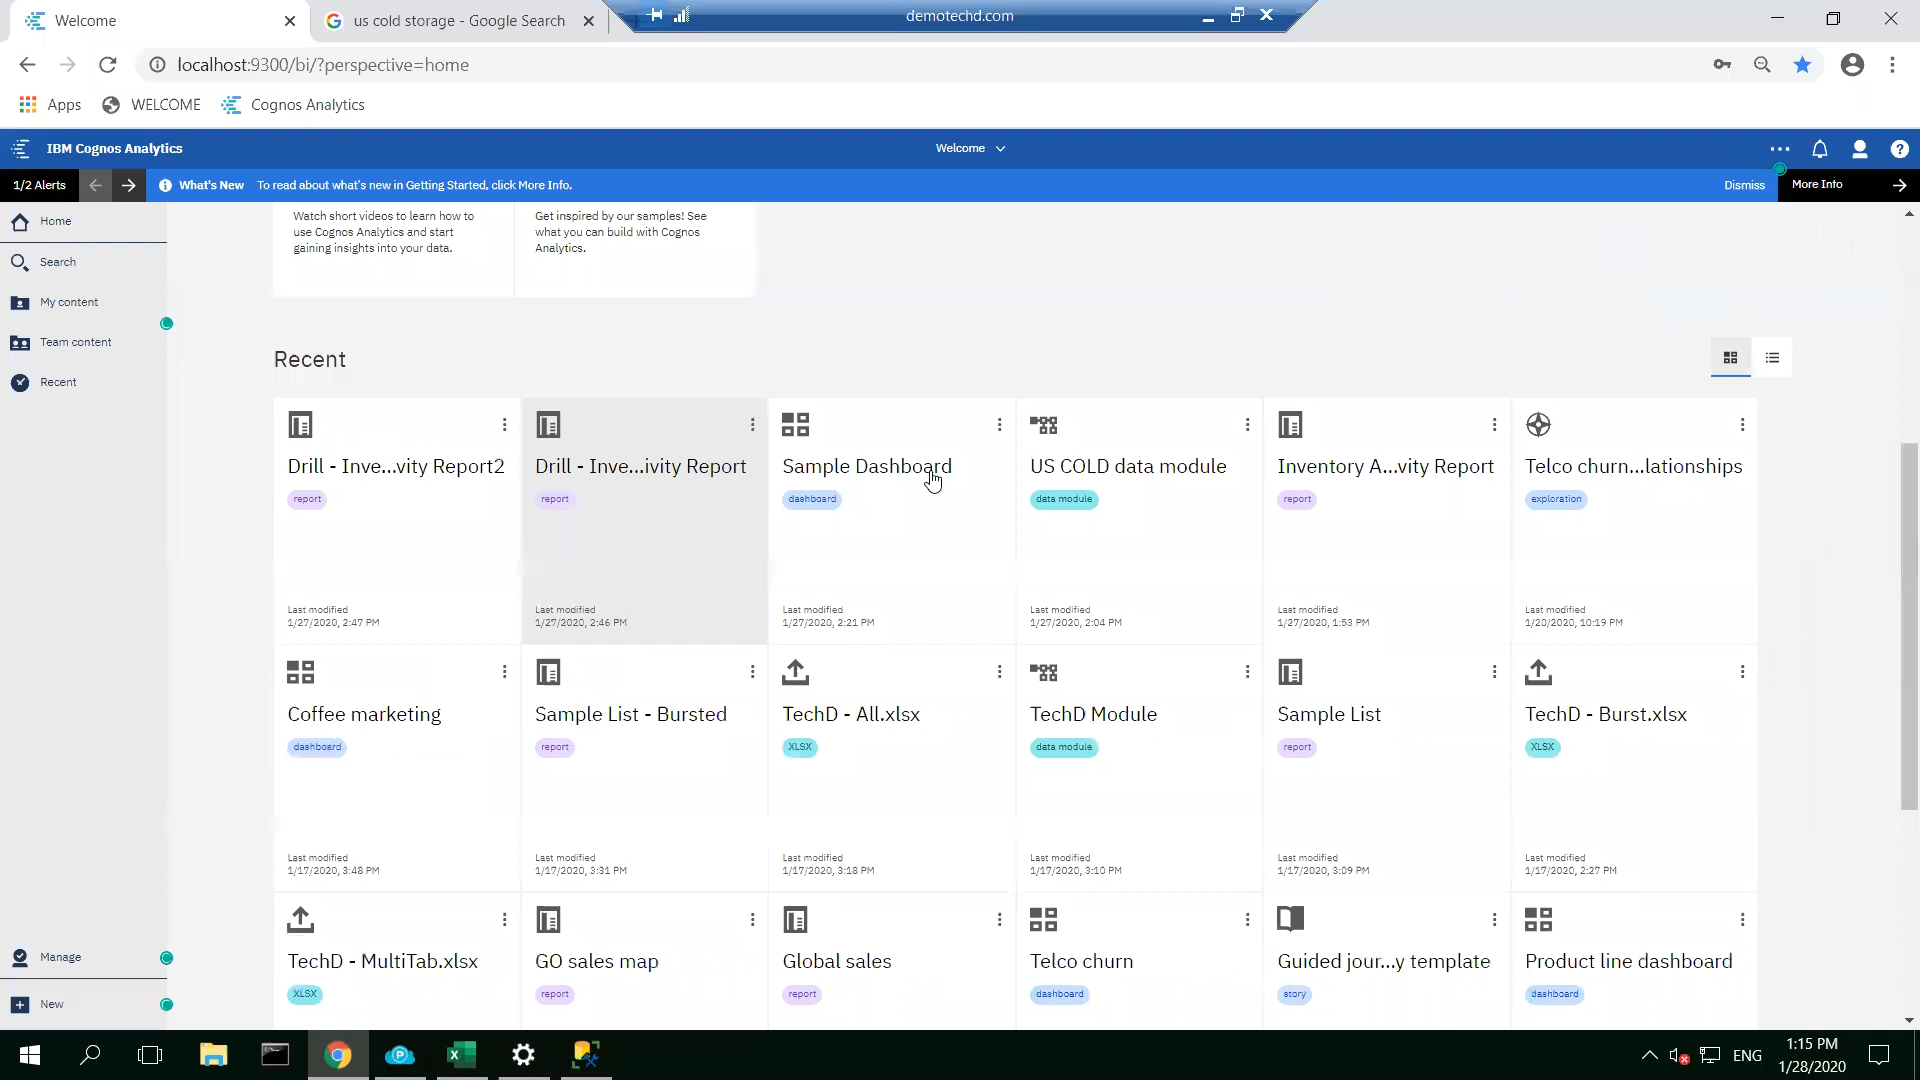 Welcome
us cold storage - Google Search
demotechd.com
localhost:9300/bi/?perspective=home
Apps
WELCOME
Cognos Analytics
IBM Cognos Analytics
Welcome
1/2 Alerts
What's New
To read about what's new in Getting Started, click More Info.
Dismiss
More Into
Home
Search
My content
Team content
Recent
Manage
New
Watch short videos to learn how to
use Cognos Analytics and start
gaining insights into your data.
Get inspired by our samples! See
what you can build with Cognos
Analytics.
Recent
Drill - Inve...vity Report2
report
Last modified
1/27/2020, 2:47 PM
Drill - Inve...ivity Report
report
Last modified
1/27/2020, 2:46 PM
Sample Dashboard
dashboard
Last modified
1/27/2020, 2:21 PM
US COLD data module
data module
Last modified
1/27/2020, 2:04 PM
Inventory A...vity Report
report
Last modified
1/27/2020, 1:53 PM
Telco churn...lationships
exploration
Last modified
1/20/2020, 10:19 PM
Coffee marketing
dashboard
Last modified
1/17/2020, 3:48 PM
Sample List - Bursted
report
Last modified
1/17/2020, 3:31 PM
TechD - All.xlsx
XLSX
Last modified
1/17/2020, 3:18 PM
TechD Module
data module
Last modified
1/17/2020, 3:10 PM
Sample List
report
Last modified
1/17/2020, 3:09 PM
TechD - Burst.xlsx
XLSX
Last modified
1/17/2020, 2:27 PM
TechD - MultiTab.xlsx
XLSX
GO sales map
report
Global sales
report
Telco churn
dashboard
Guided jour...y template
story
Product line dashboard
dashboard
ENG
1:15 PM
1/28/2020